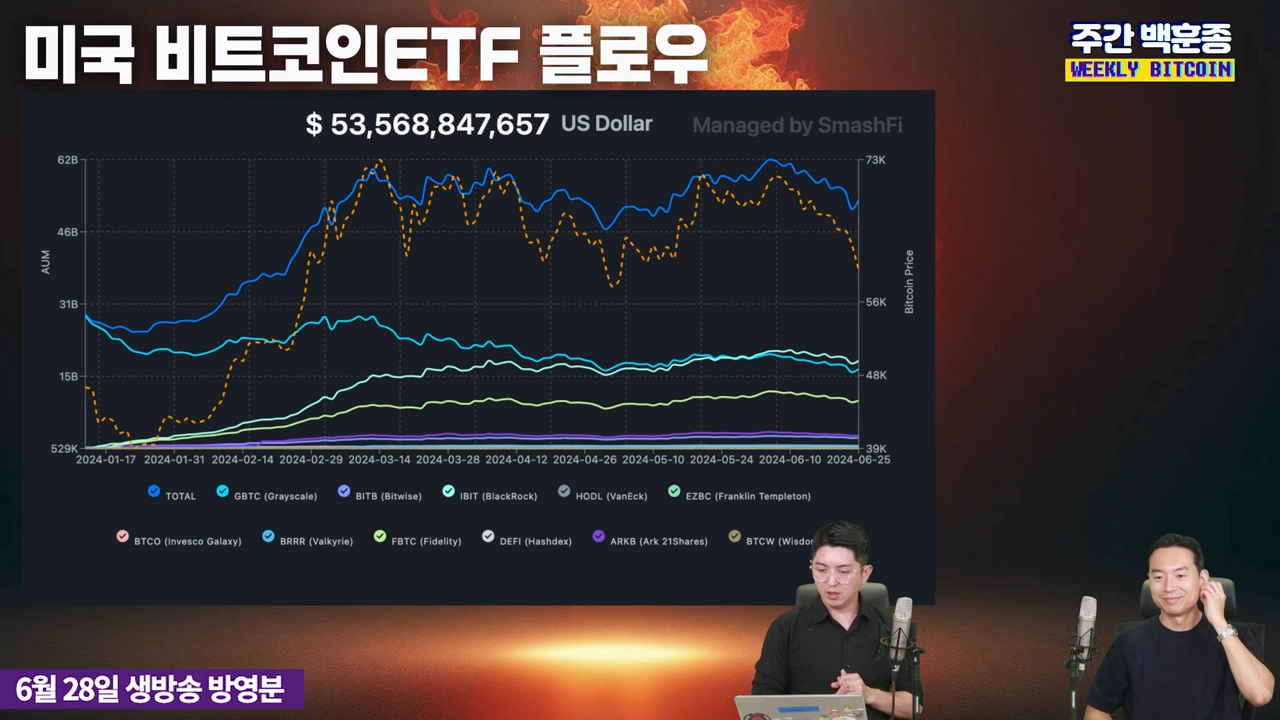 미국 비트코인ETF 플로우
주간 백훈종
WEEKLY BITCOIN
$ 53,568,847,657 US Dollar
Managed by SmashFi
62B
73K
46B
AUM
31B
56K
Bitcoin Price
15B
48K
529K
39K
2024-01-17 2024-01-31 2024-02-14 2024-02-29 2024-03-14 2024-03-28 2024-04-12 2024-04-26 2024-05-10 2024-05-24 2024-06-10 2024-06-25
TOTAL GBTC (Grayscale) BITB (Bitwise) IBIT (BlackRock) HODL (VanEck) EZBC (Franklin Templeton)
BTCO (Invesco Galaxy) BRRR (Valkyrie) FBTC (Fidelity) DEFI (Hashdex) ARKB (Ark 21Shares) BTCW (Wisdo
6월 28일 생방송 방영분